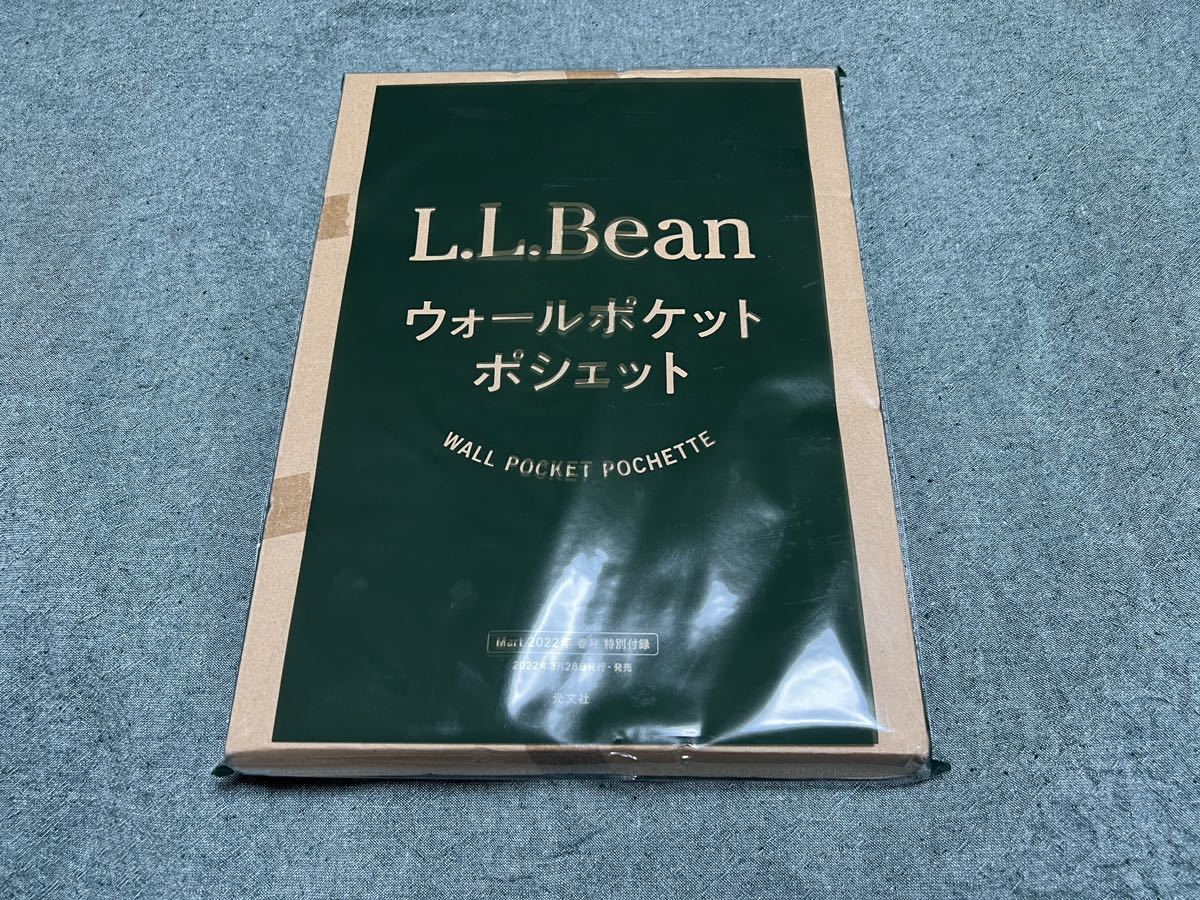 L.L.Bean
ウォールポケット
ポシェット
WALL POCKET POCHETTE
Mart 2022年 春号 特別付録
2022年3月28日発行・発売
光文社